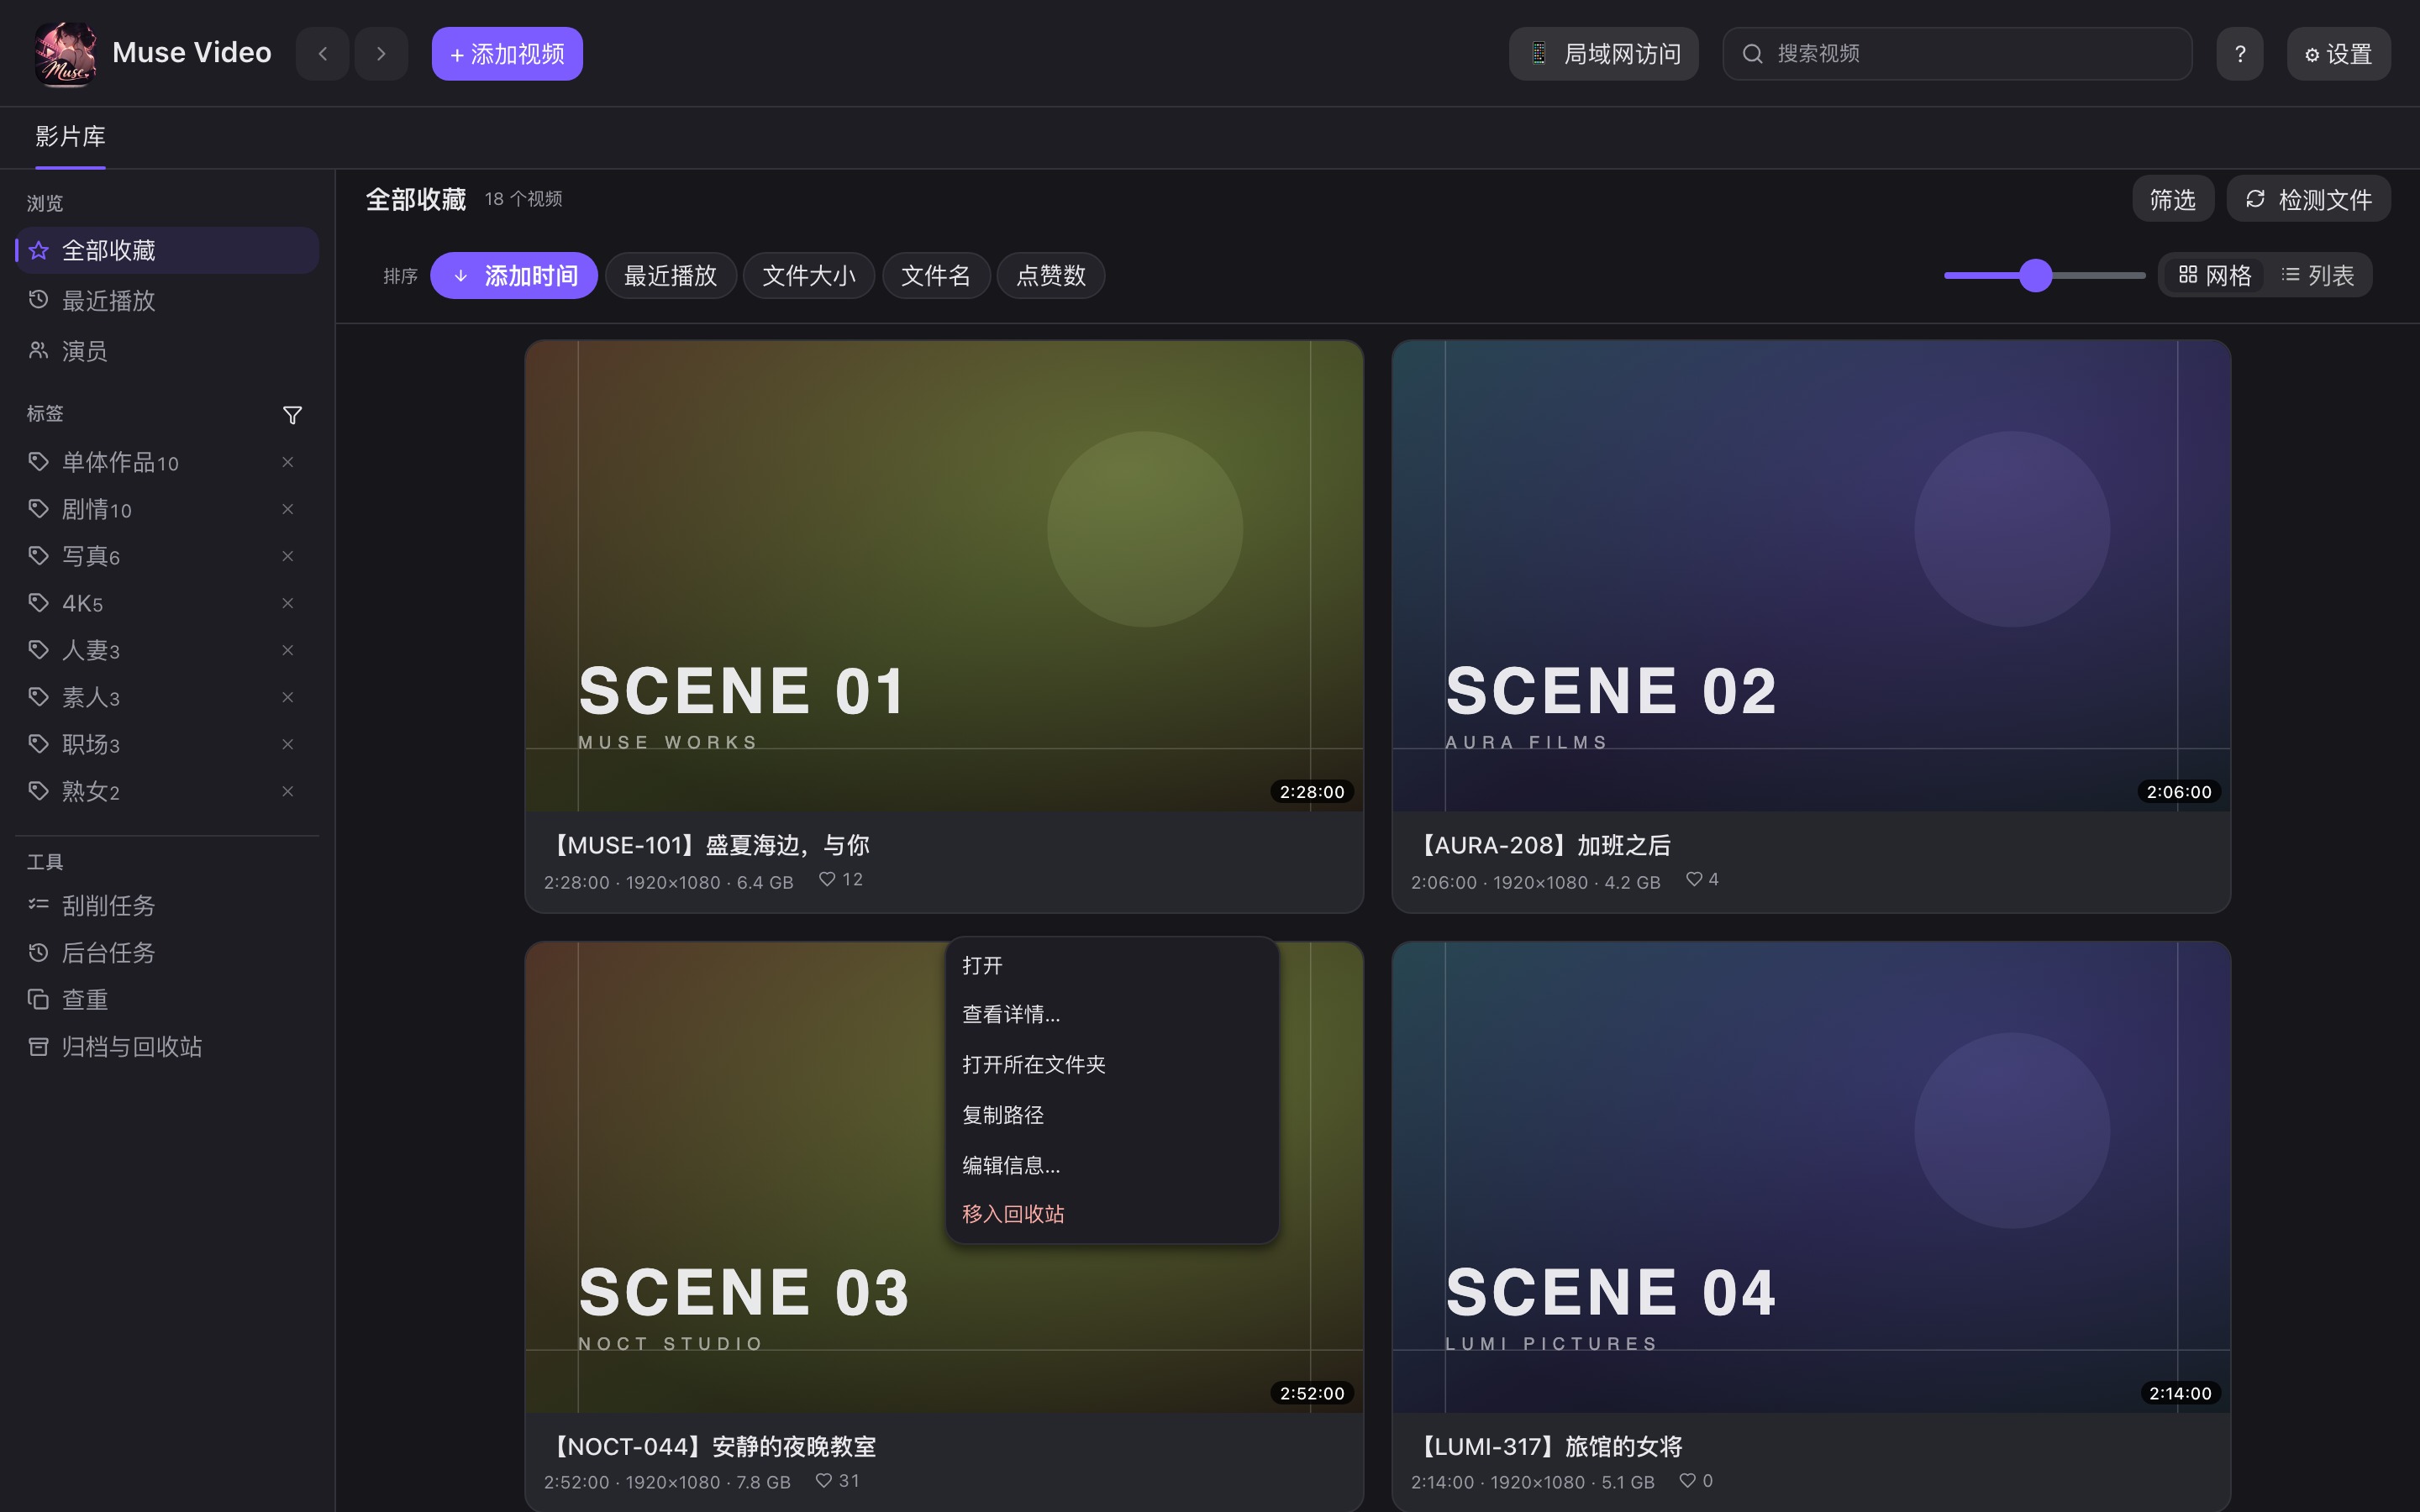 Muse
Muse Video
+ 添加视频
局域网访问
搜索视频
?
设置
影片库
浏览
全部收藏
最近播放
演员
标签
单体作品10
剧情10
写真6
4K5
人妻3
素人3
职场3
熟女2
工具
刮削任务
后台任务
查重
归档与回收站
全部收藏 18 个视频
筛选
检测文件
排序
↓ 添加时间
最近播放
文件大小
文件名
点赞数
网格
列表
SCENE 01
MUSE WORKS
2:28:00
【MUSE-101】盛夏海边，与你
2:28:00 · 1920×1080 · 6.4 GB ♡ 12
SCENE 02
AURA FILMS
2:06:00
【AURA-208】加班之后
2:06:00 · 1920×1080 · 4.2 GB ♡ 4
打开
查看详情...
打开所在文件夹
复制路径
编辑信息...
移入回收站
SCENE 03
NOCT STUDIO
2:52:00
【NOCT-044】安静的夜晚教室
2:52:00 · 1920×1080 · 7.8 GB ♡ 31
SCENE 04
LUMI PICTURES
2:14:00
【LUMI-317】旅馆的女将
2:14:00 · 1920×1080 · 5.1 GB ♡ 0